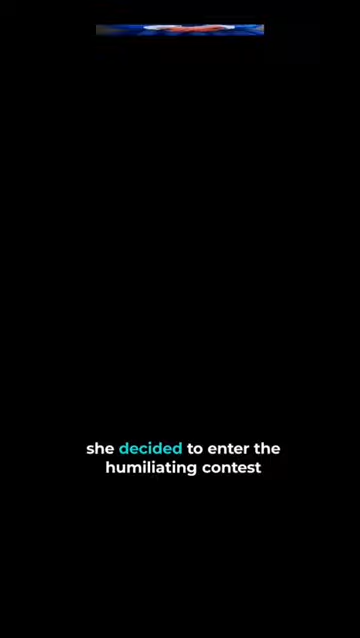 she decided to enter the
humiliating contest